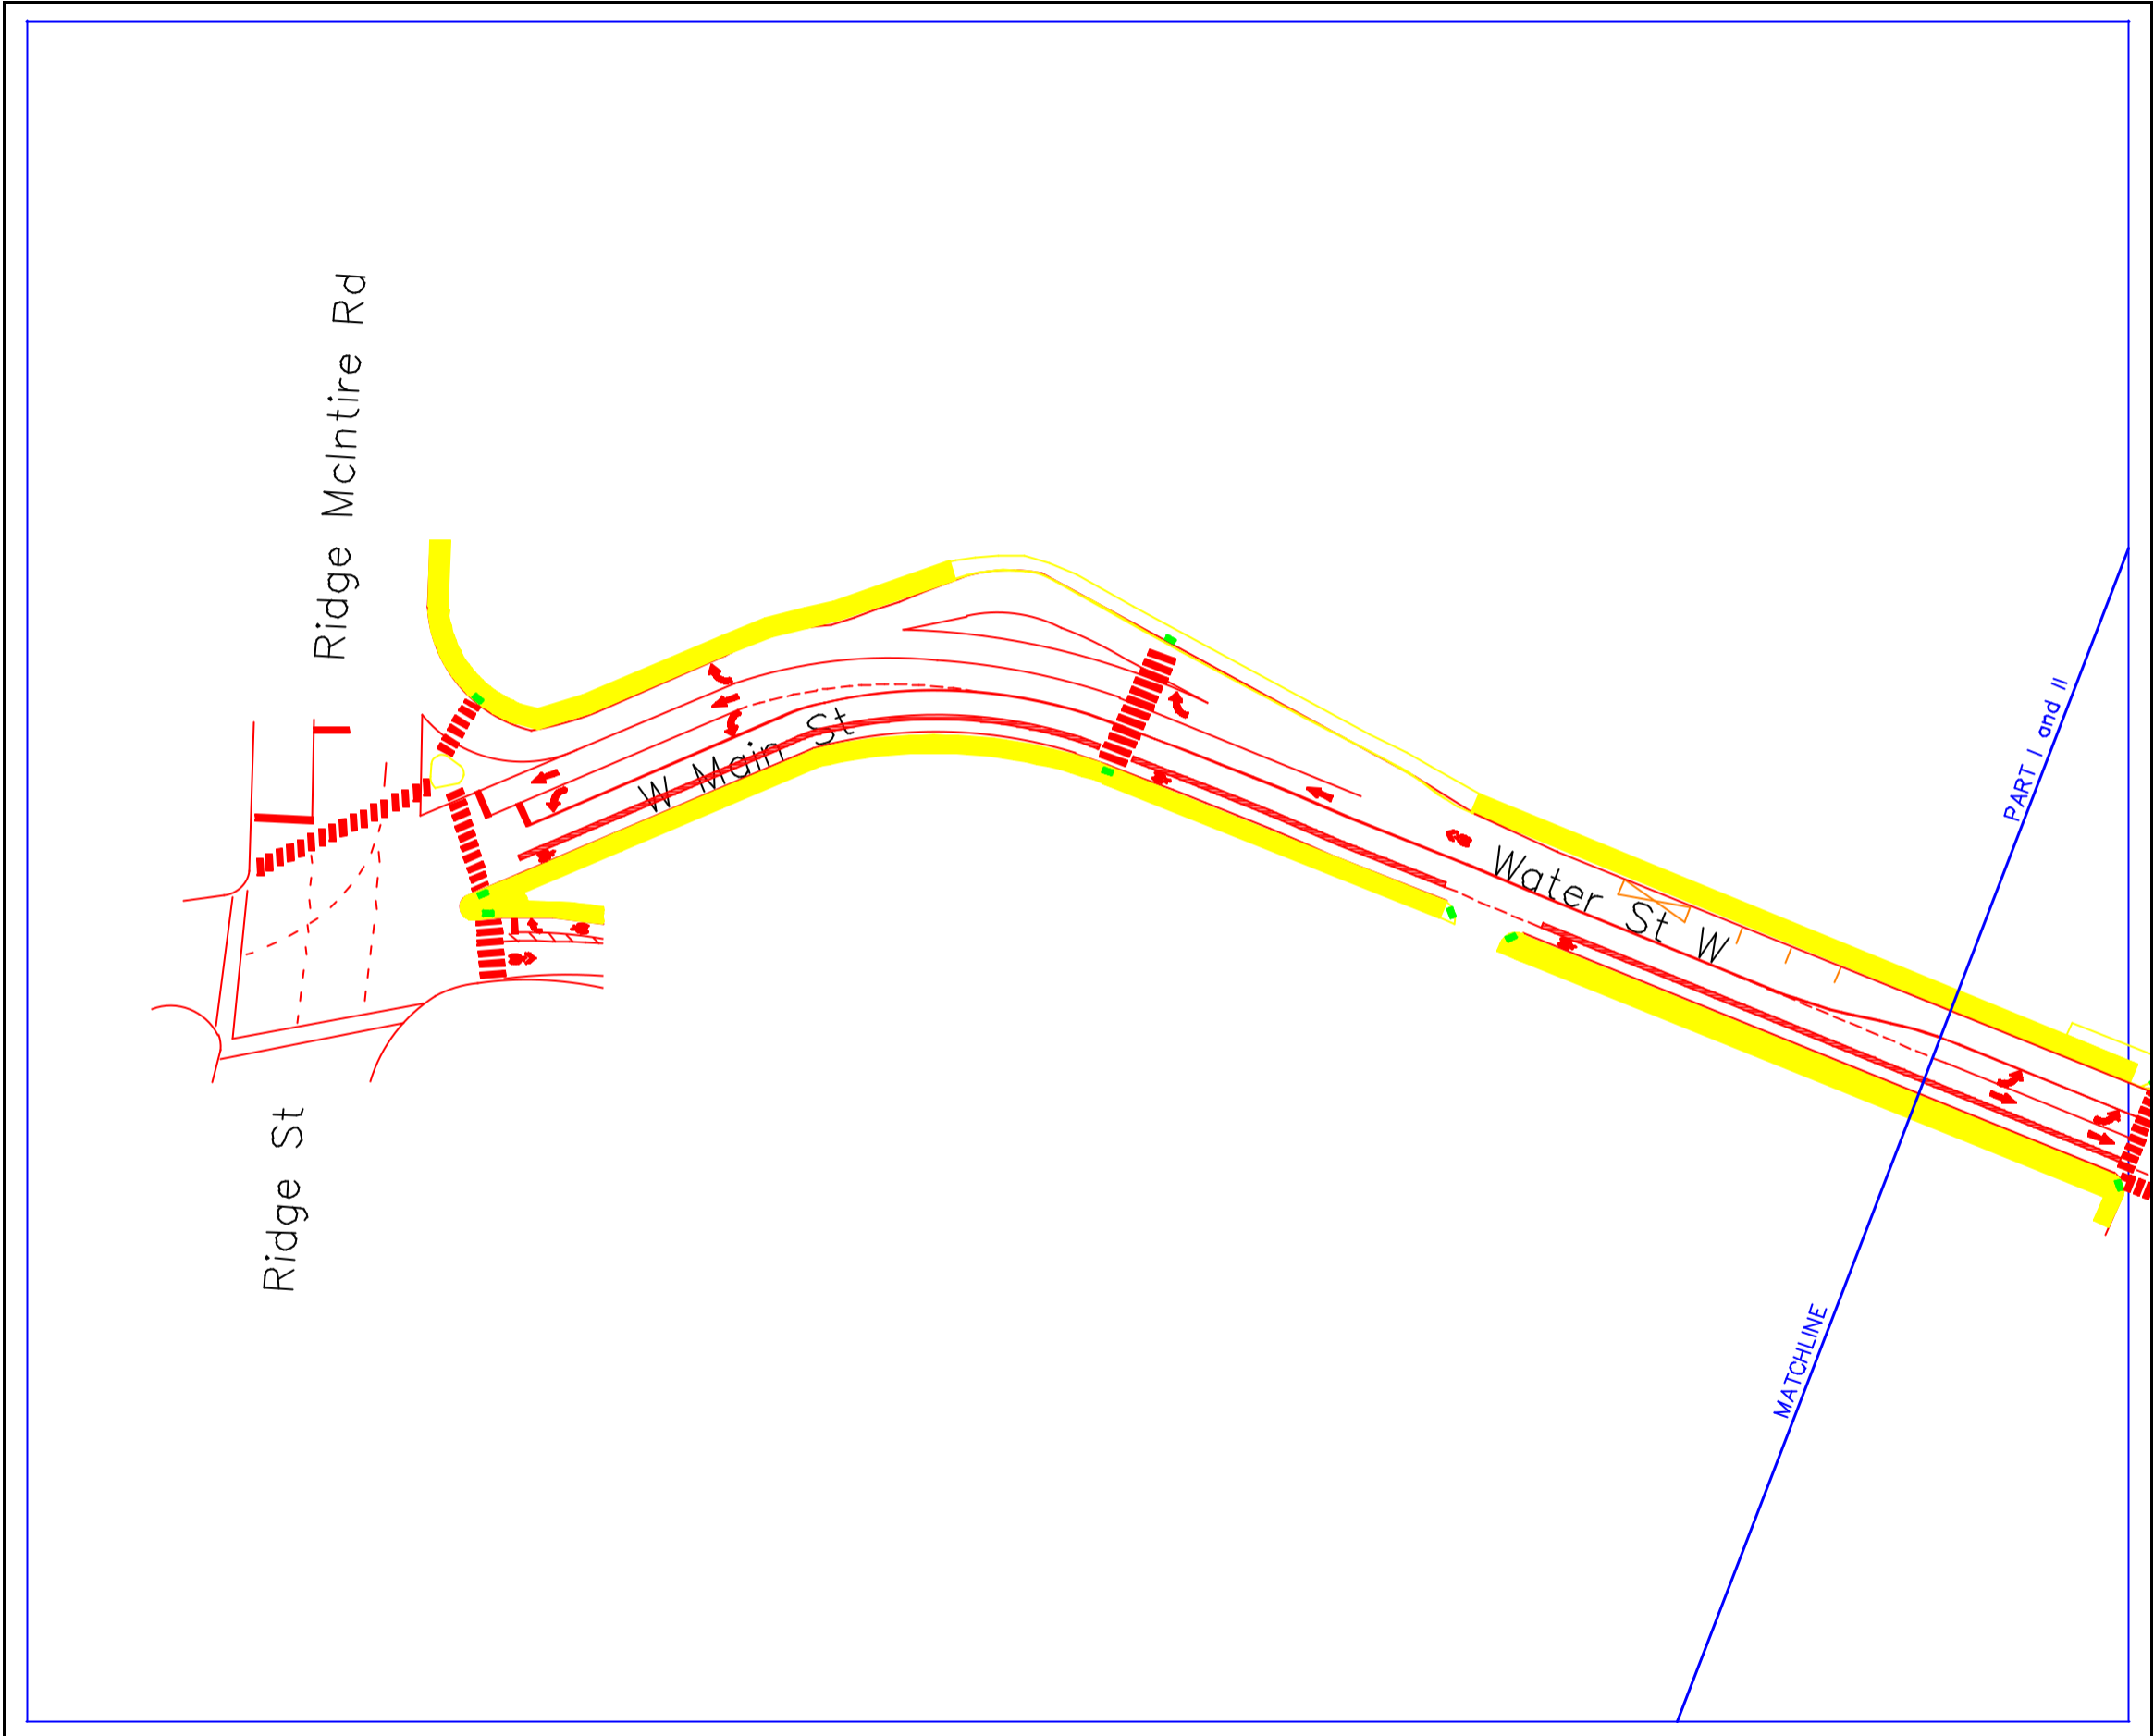 Ridge McIntire Rd
W Main St
Water St W
PART I and II
Ridge St
MATCHLINE